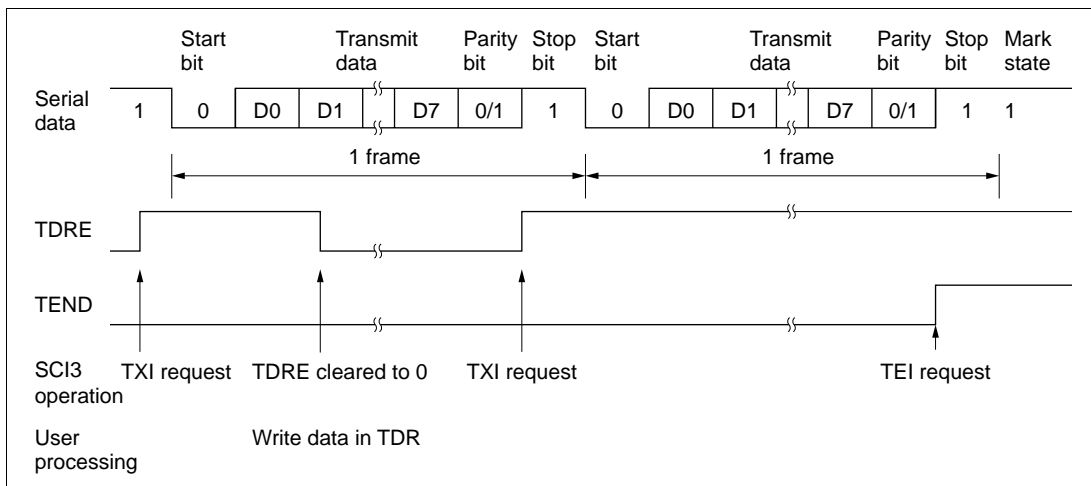 Start bit
Transmit data
Parity bit
Stop bit
Start bit
Transmit data
Parity bit
Stop bit
Mark state
Serial data
1 0 D0 D1 D7 0/1 1 0 D0 D1 D7 0/1 1 1
1 frame 1 frame
TDRE
TEND
SCI3 operation
TXI request TDRE cleared to 0 TXI request TEI request
User processing
Write data in TDR